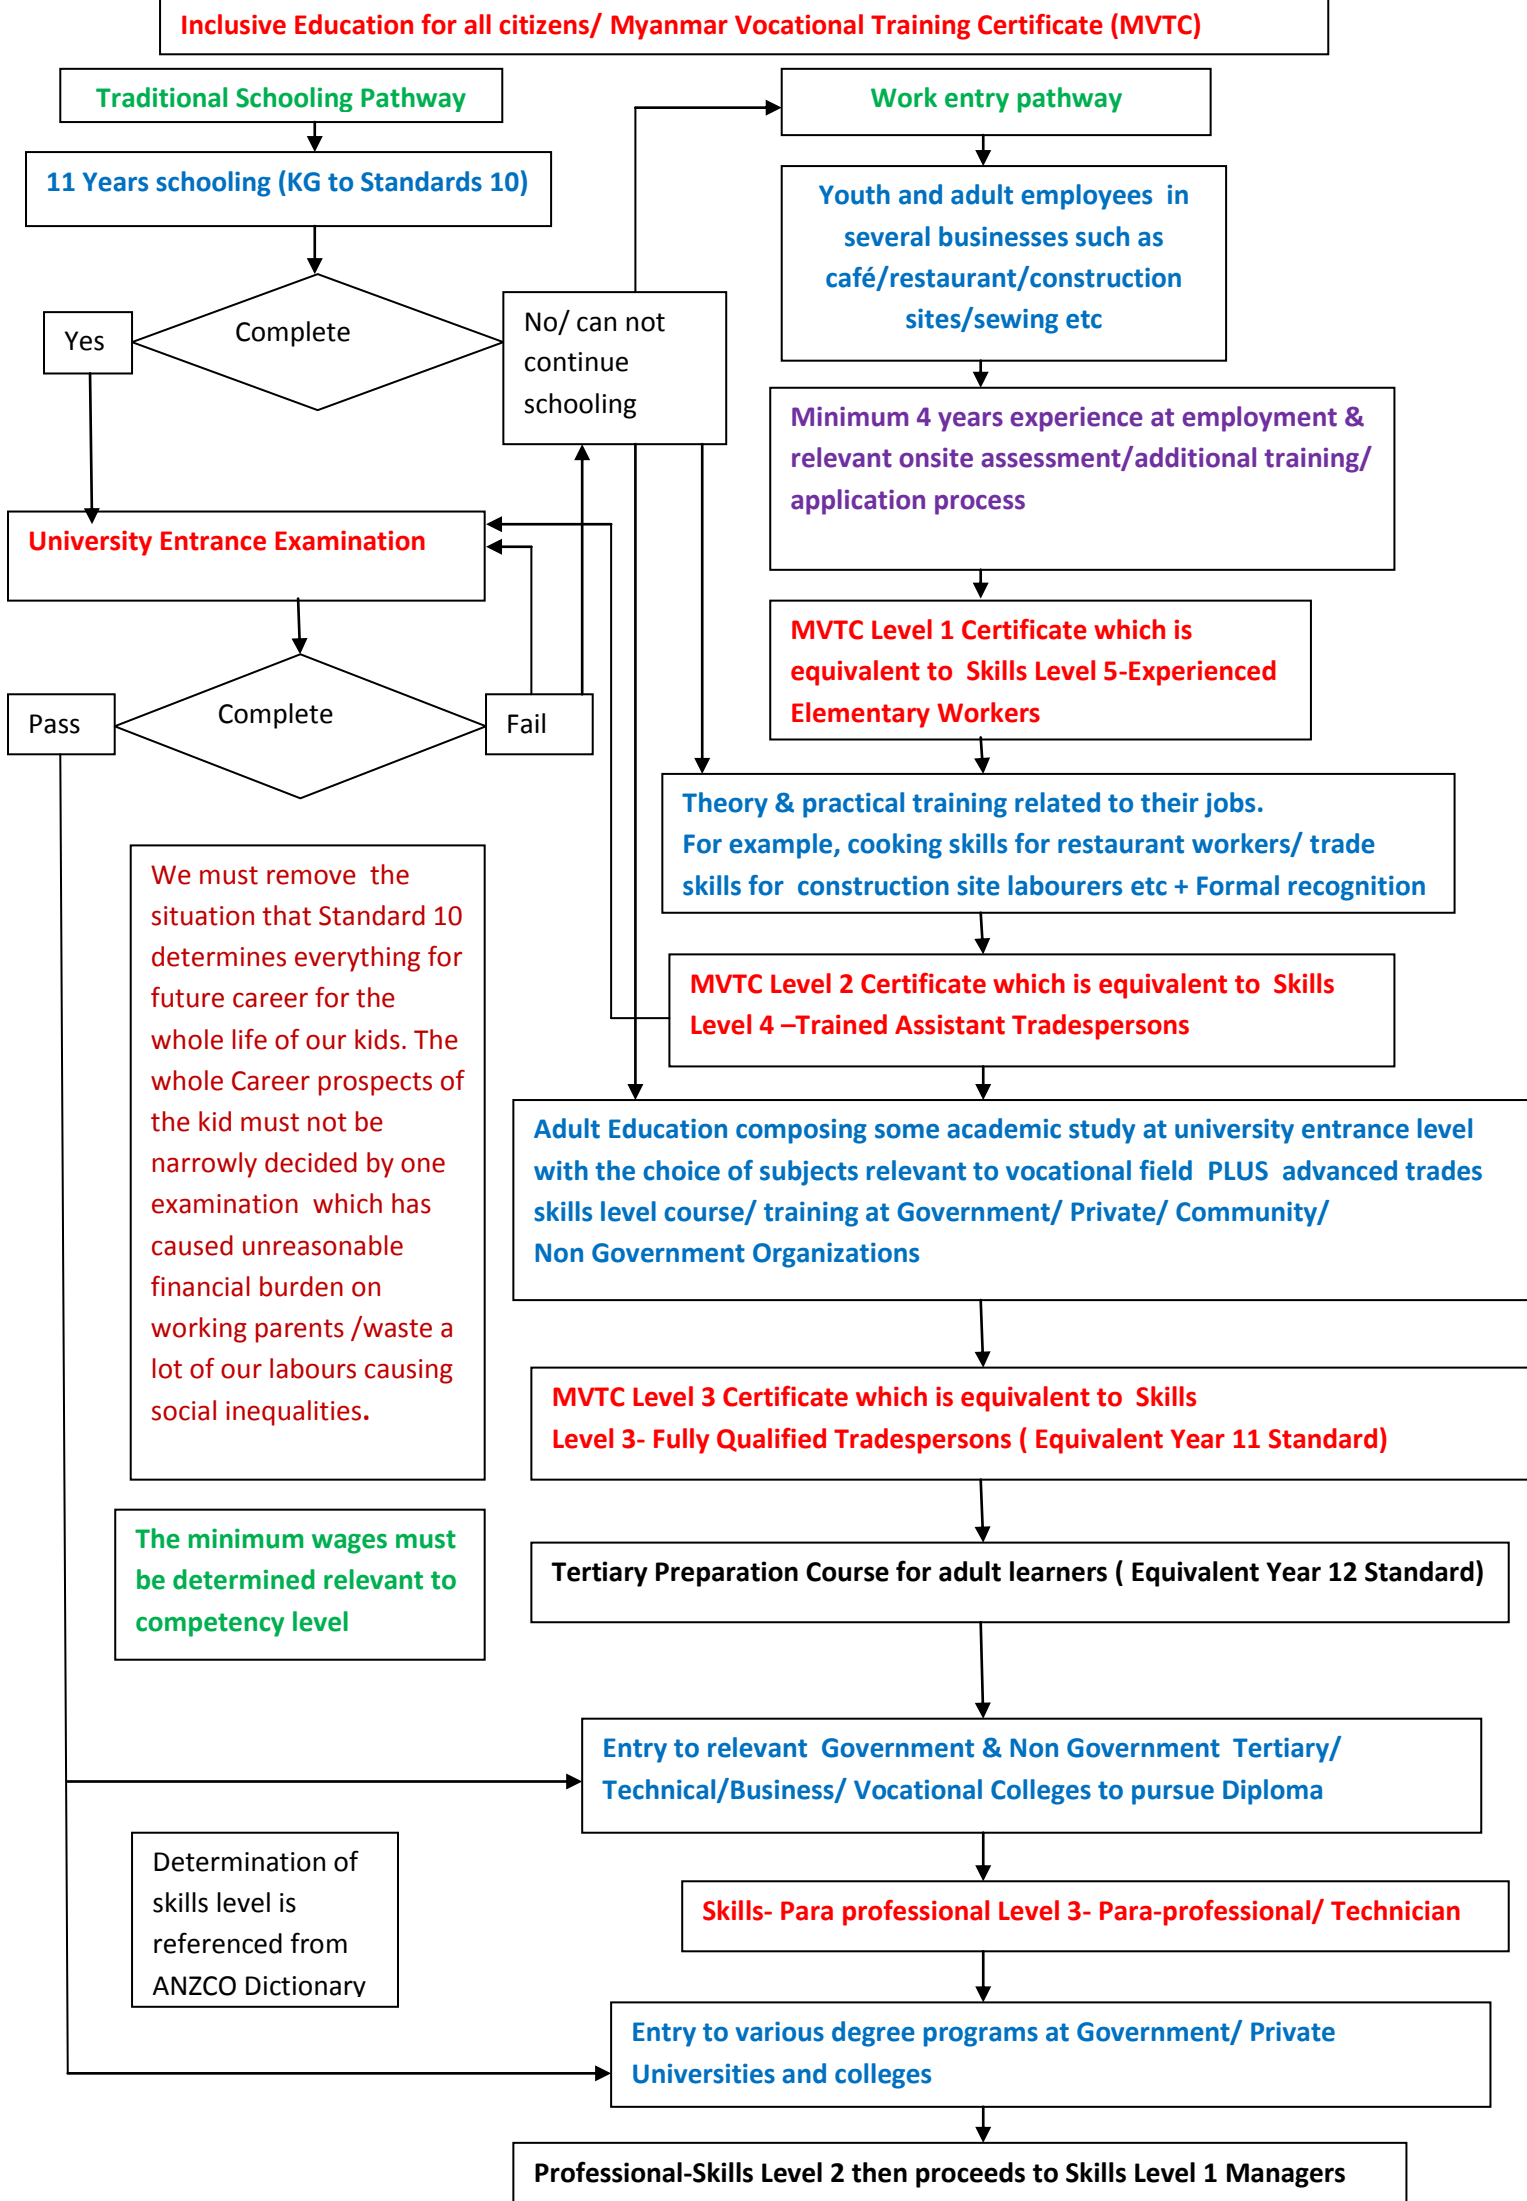 Inclusive Education for all citizens/ Myanmar Vocational Training Certificate (MVTC)
Traditional Schooling Pathway
11 Years schooling (KG to Standards 10)
Complete
Yes
No/ can not
continue
schooling
University Entrance Examination
Complete
Pass
Fail
We must remove the
situation that Standard 10
determines everything for
future career for the
whole life of our kids. The
whole Career prospects of
the kid must not be
narrowly decided by one
examination which has
caused unreasonable
financial burden on
working parents /waste a
lot of our labours causing
social inequalities.
The minimum wages must
be determined relevant to
competency level
Determination of
skills level is
referenced from
ANZCO Dictionary
Work entry pathway
Youth and adult employees in
several businesses such as
café/restaurant/construction
sites/sewing etc
Minimum 4 years experience at employment &
relevant onsite assessment/additional training/
application process
MVTC Level 1 Certificate which is
equivalent to Skills Level 5-Experienced
Elementary Workers
Theory & practical training related to their jobs.
For example, cooking skills for restaurant workers/ trade
skills for construction site labourers etc + Formal recognition
MVTC Level 2 Certificate which is equivalent to Skills
Level 4 –Trained Assistant Tradespersons
Adult Education composing some academic study at university entrance level
with the choice of subjects relevant to vocational field PLUS advanced trades
skills level course/ training at Government/ Private/ Community/
Non Government Organizations
MVTC Level 3 Certificate which is equivalent to Skills
Level 3- Fully Qualified Tradespersons ( Equivalent Year 11 Standard)
Tertiary Preparation Course for adult learners ( Equivalent Year 12 Standard)
Entry to relevant Government & Non Government Tertiary/
Technical/Business/ Vocational Colleges to pursue Diploma
Skills- Para professional Level 3- Para-professional/ Technician
Entry to various degree programs at Government/ Private
Universities and colleges
Professional-Skills Level 2 then proceeds to Skills Level 1 Managers